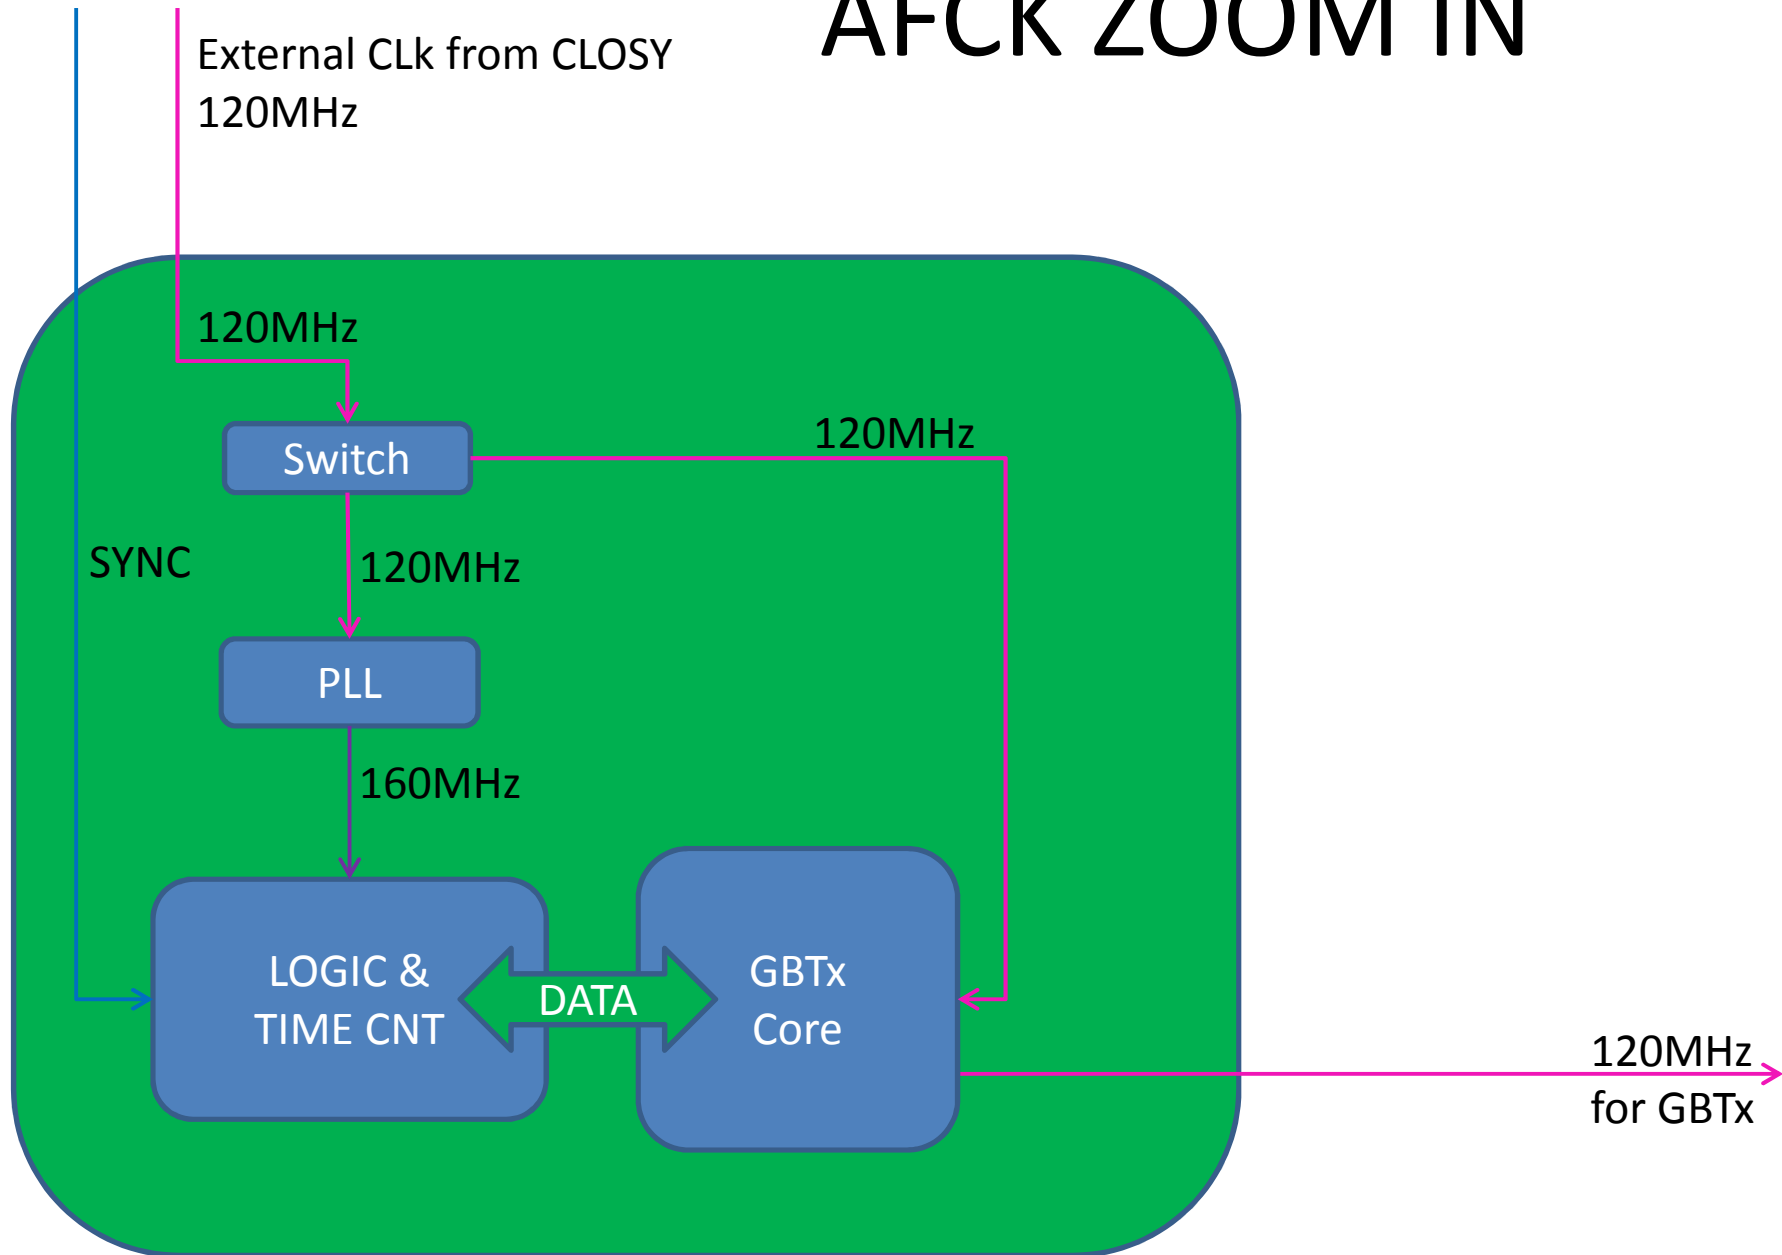 AFCK ZOOM IN
External CLk from CLOSY
120MHz
120MHz
Switch
120MHz
SYNC
120MHz
PLL
160MHz
LOGIC &
TIME CNT
DATA
GBTx
Core
120MHz
for GBTx